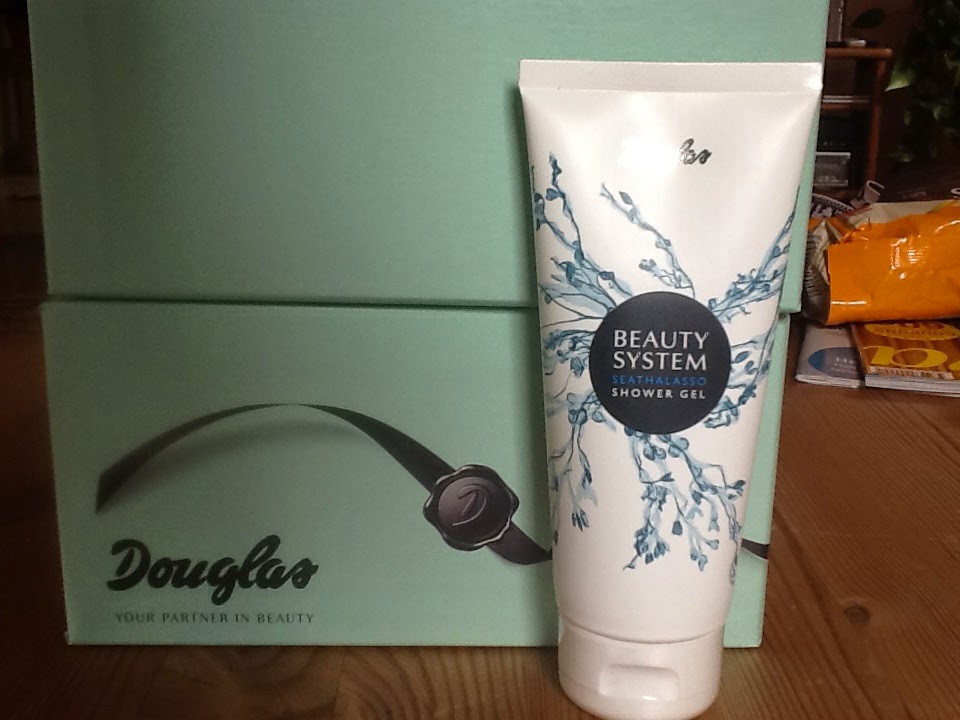 Douglas
YOUR PARTNER IN BEAUTY
BEAUTY
SYSTEM
SEATHALASSO
SHOWER GEL